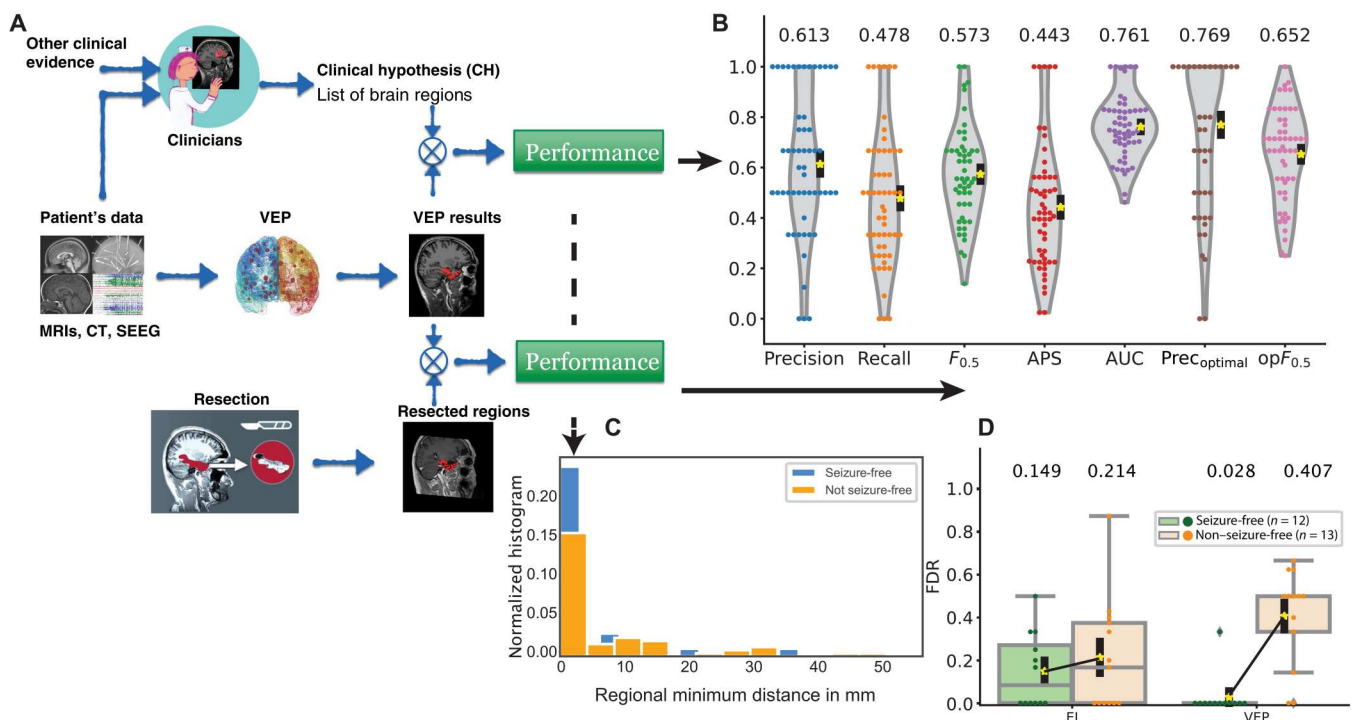 A
Other clinical
evidence
Clinicians
Clinical hypothesis (CH)
List of brain regions
Performance
Patient's data
VEP
VEP results
MRIs, CT, SEEG
Performance
Resection
Resected regions
B
0.613 0.478 0.573 0.443 0.761 0.769 0.652
1.0
0.8
0.6
0.4
0.2
0.0
Precision Recall F0.5 APS AUC Precoptimal opF0.5
C
Normalized histogram
0.20
0.15
0.10
0.05
0.00
Seizure-free
Not seizure-free
0 10 20 30 40 50
Regional minimum distance in mm
D
0.149 0.214 0.028 0.407
FDR
1.0
0.8
0.6
0.4
0.2
0.0
Seizure-free (n = 12)
Non–seizure-free (n = 13)
EI VEP